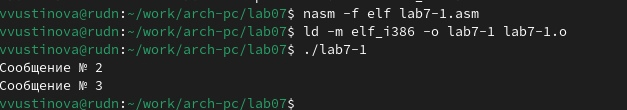 vvustinova@rudn:~/work/arch-pc/lab07$ nasm -f elf lab7-1.asm
vvustinova@rudn:~/work/arch-pc/lab07$ ld -m elf_i386 -o lab7-1 lab7-1.o
vvustinova@rudn:~/work/arch-pc/lab07$ ./lab7-1
Сообщение № 2
Сообщение № 3
vvustinova@rudn:~/work/arch-pc/lab07$